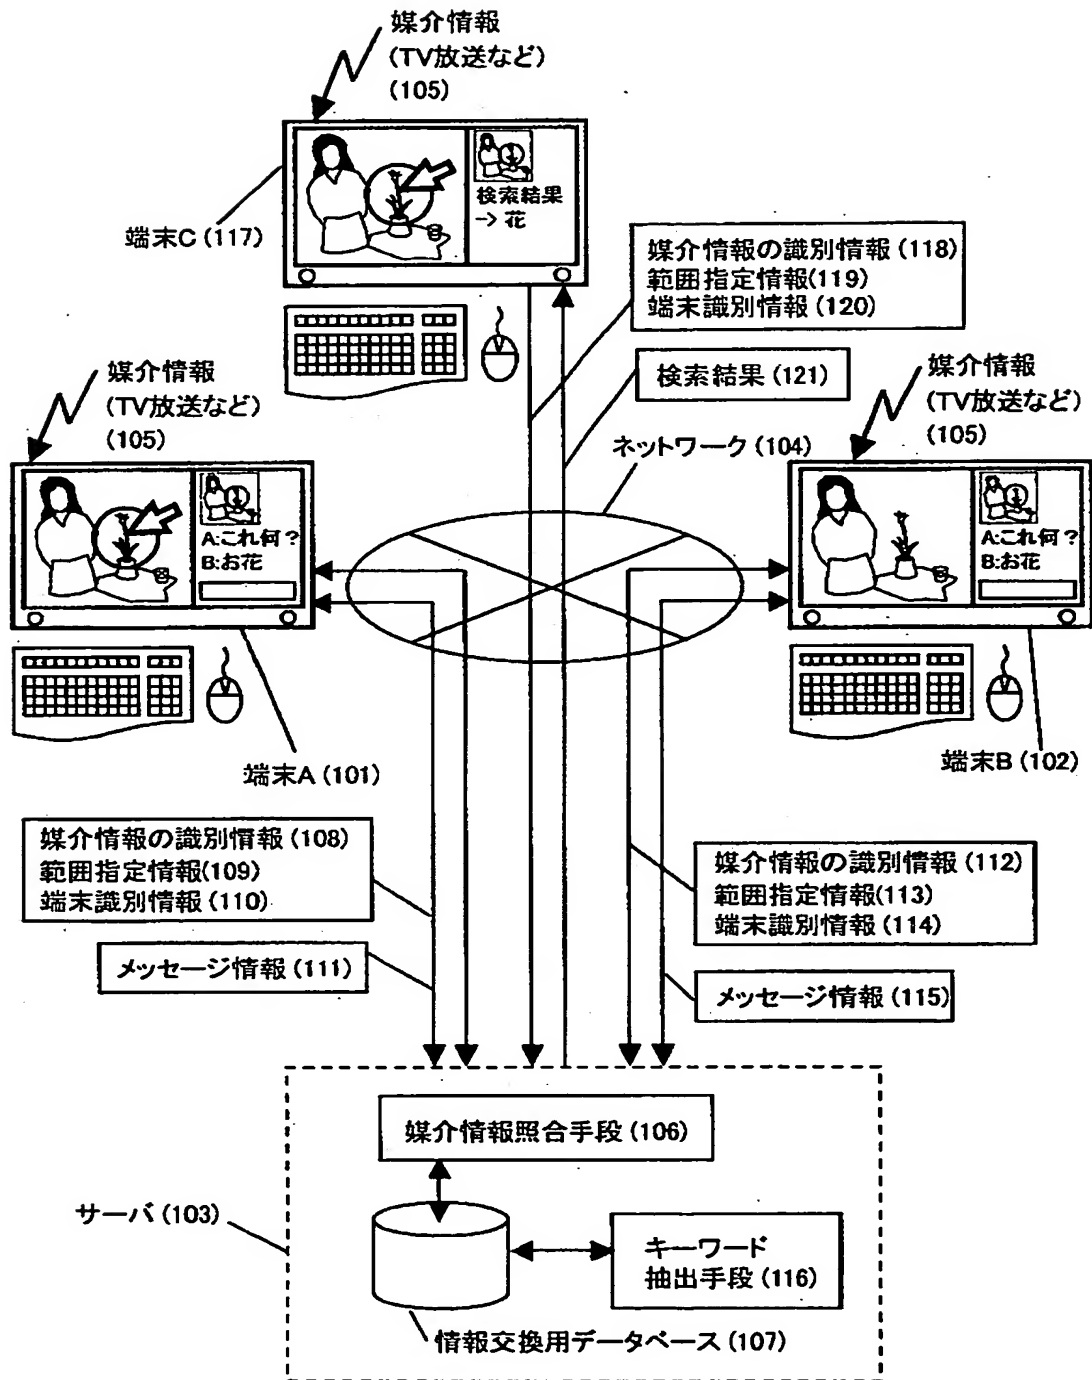 媒介情報
(TV放送など)
(105)
検索結果
-> 花
端末C(117)
媒介情報の識別情報(118)
範囲指定情報(119)
端末識別情報(120)
検索結果(121)
媒介情報
(TV放送など)
(105)
媒介情報
(TV放送など)
(105)
ネットワーク(104)
A:これ何?
B:お花
A:これ何?
B:お花
端末A(101)
端末B(102)
媒介情報の識別情報(108)
範囲指定情報(109)
端末識別情報(110)
メッセージ情報(111)
媒介情報の識別情報(112)
範囲指定情報(113)
端末識別情報(114)
メッセージ情報(115)
媒介情報照合手段(106)
サーバ(103)
キーワード
抽出手段(116)
情報交換用データベース(107)